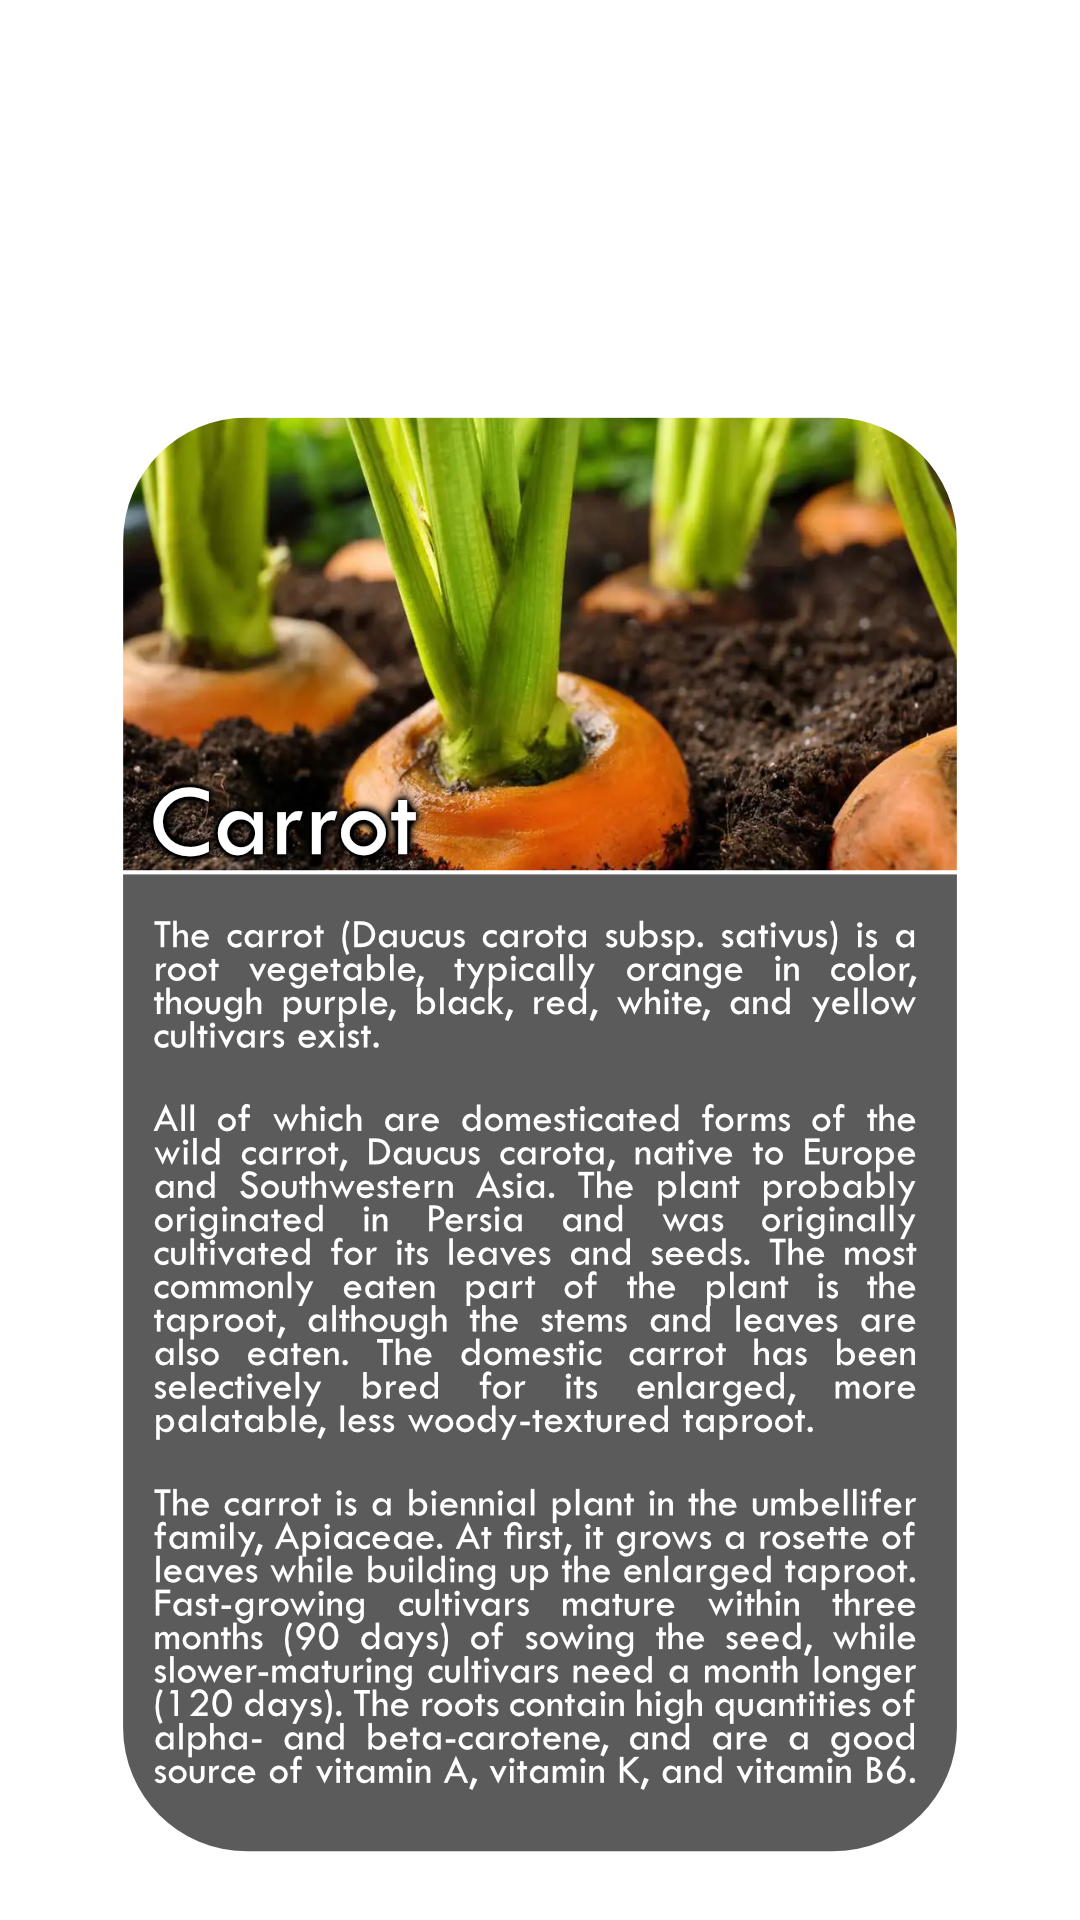 Carrot
The carrot (Daucus carota subsp. sativus) is a
root vegetable, typically orange in color,
though purple, black, red, white, and yellow
cultivars exist.
All of which are domesticated forms of the
wild carrot, Daucus carota, native to Europe
and Southwestern Asia. The plant probably
originated in Persia and was originally
cultivated for its leaves and seeds. The most
commonly eaten part of the plant is the
taproot, although the stems and leaves are
also eaten. The domestic carrot has been
selectively bred for its enlarged, more
palatable, less woody-textured taproot.
The carrot is a biennial plant in the umbellifer
family, Apiaceae. At first, it grows a rosette of
leaves while building up the enlarged taproot.
Fast-growing cultivars mature within three
months (90 days) of sowing the seed, while
slower-maturing cultivars need a month longer
(120 days). The roots contain high quantities of
alpha- and beta-carotene, and are a good
source of vitamin A, vitamin K, and vitamin B6.